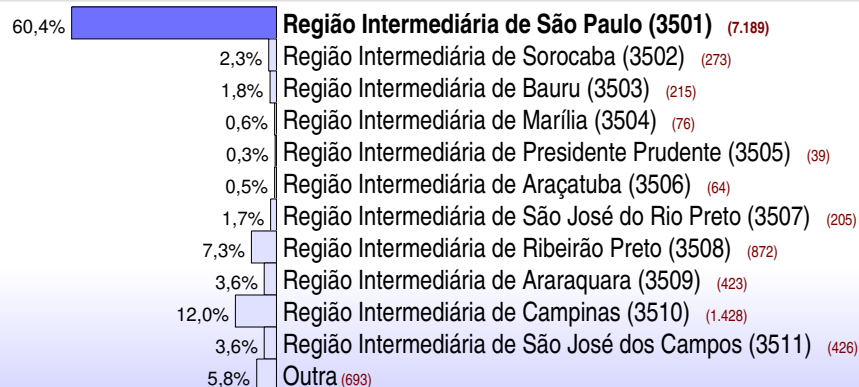 60,4% Região Intermediária de São Paulo (3501) (7.189)
2,3% Região Intermediária de Sorocaba (3502) (273)
1,8% Região Intermediária de Bauru (3503) (215)
0,6% Região Intermediária de Marília (3504) (76)
0,3% Região Intermediária de Presidente Prudente (3505) (39)
0,5% Região Intermediária de Araçatuba (3506) (64)
1,7% Região Intermediária de São José do Rio Preto (3507) (205)
7,3% Região Intermediária de Ribeirão Preto (3508) (872)
3,6% Região Intermediária de Araraquara (3509) (423)
12,0% Região Intermediária de Campinas (3510) (1.428)
3,6% Região Intermediária de São José dos Campos (3511) (426)
5,8% Outra (693)